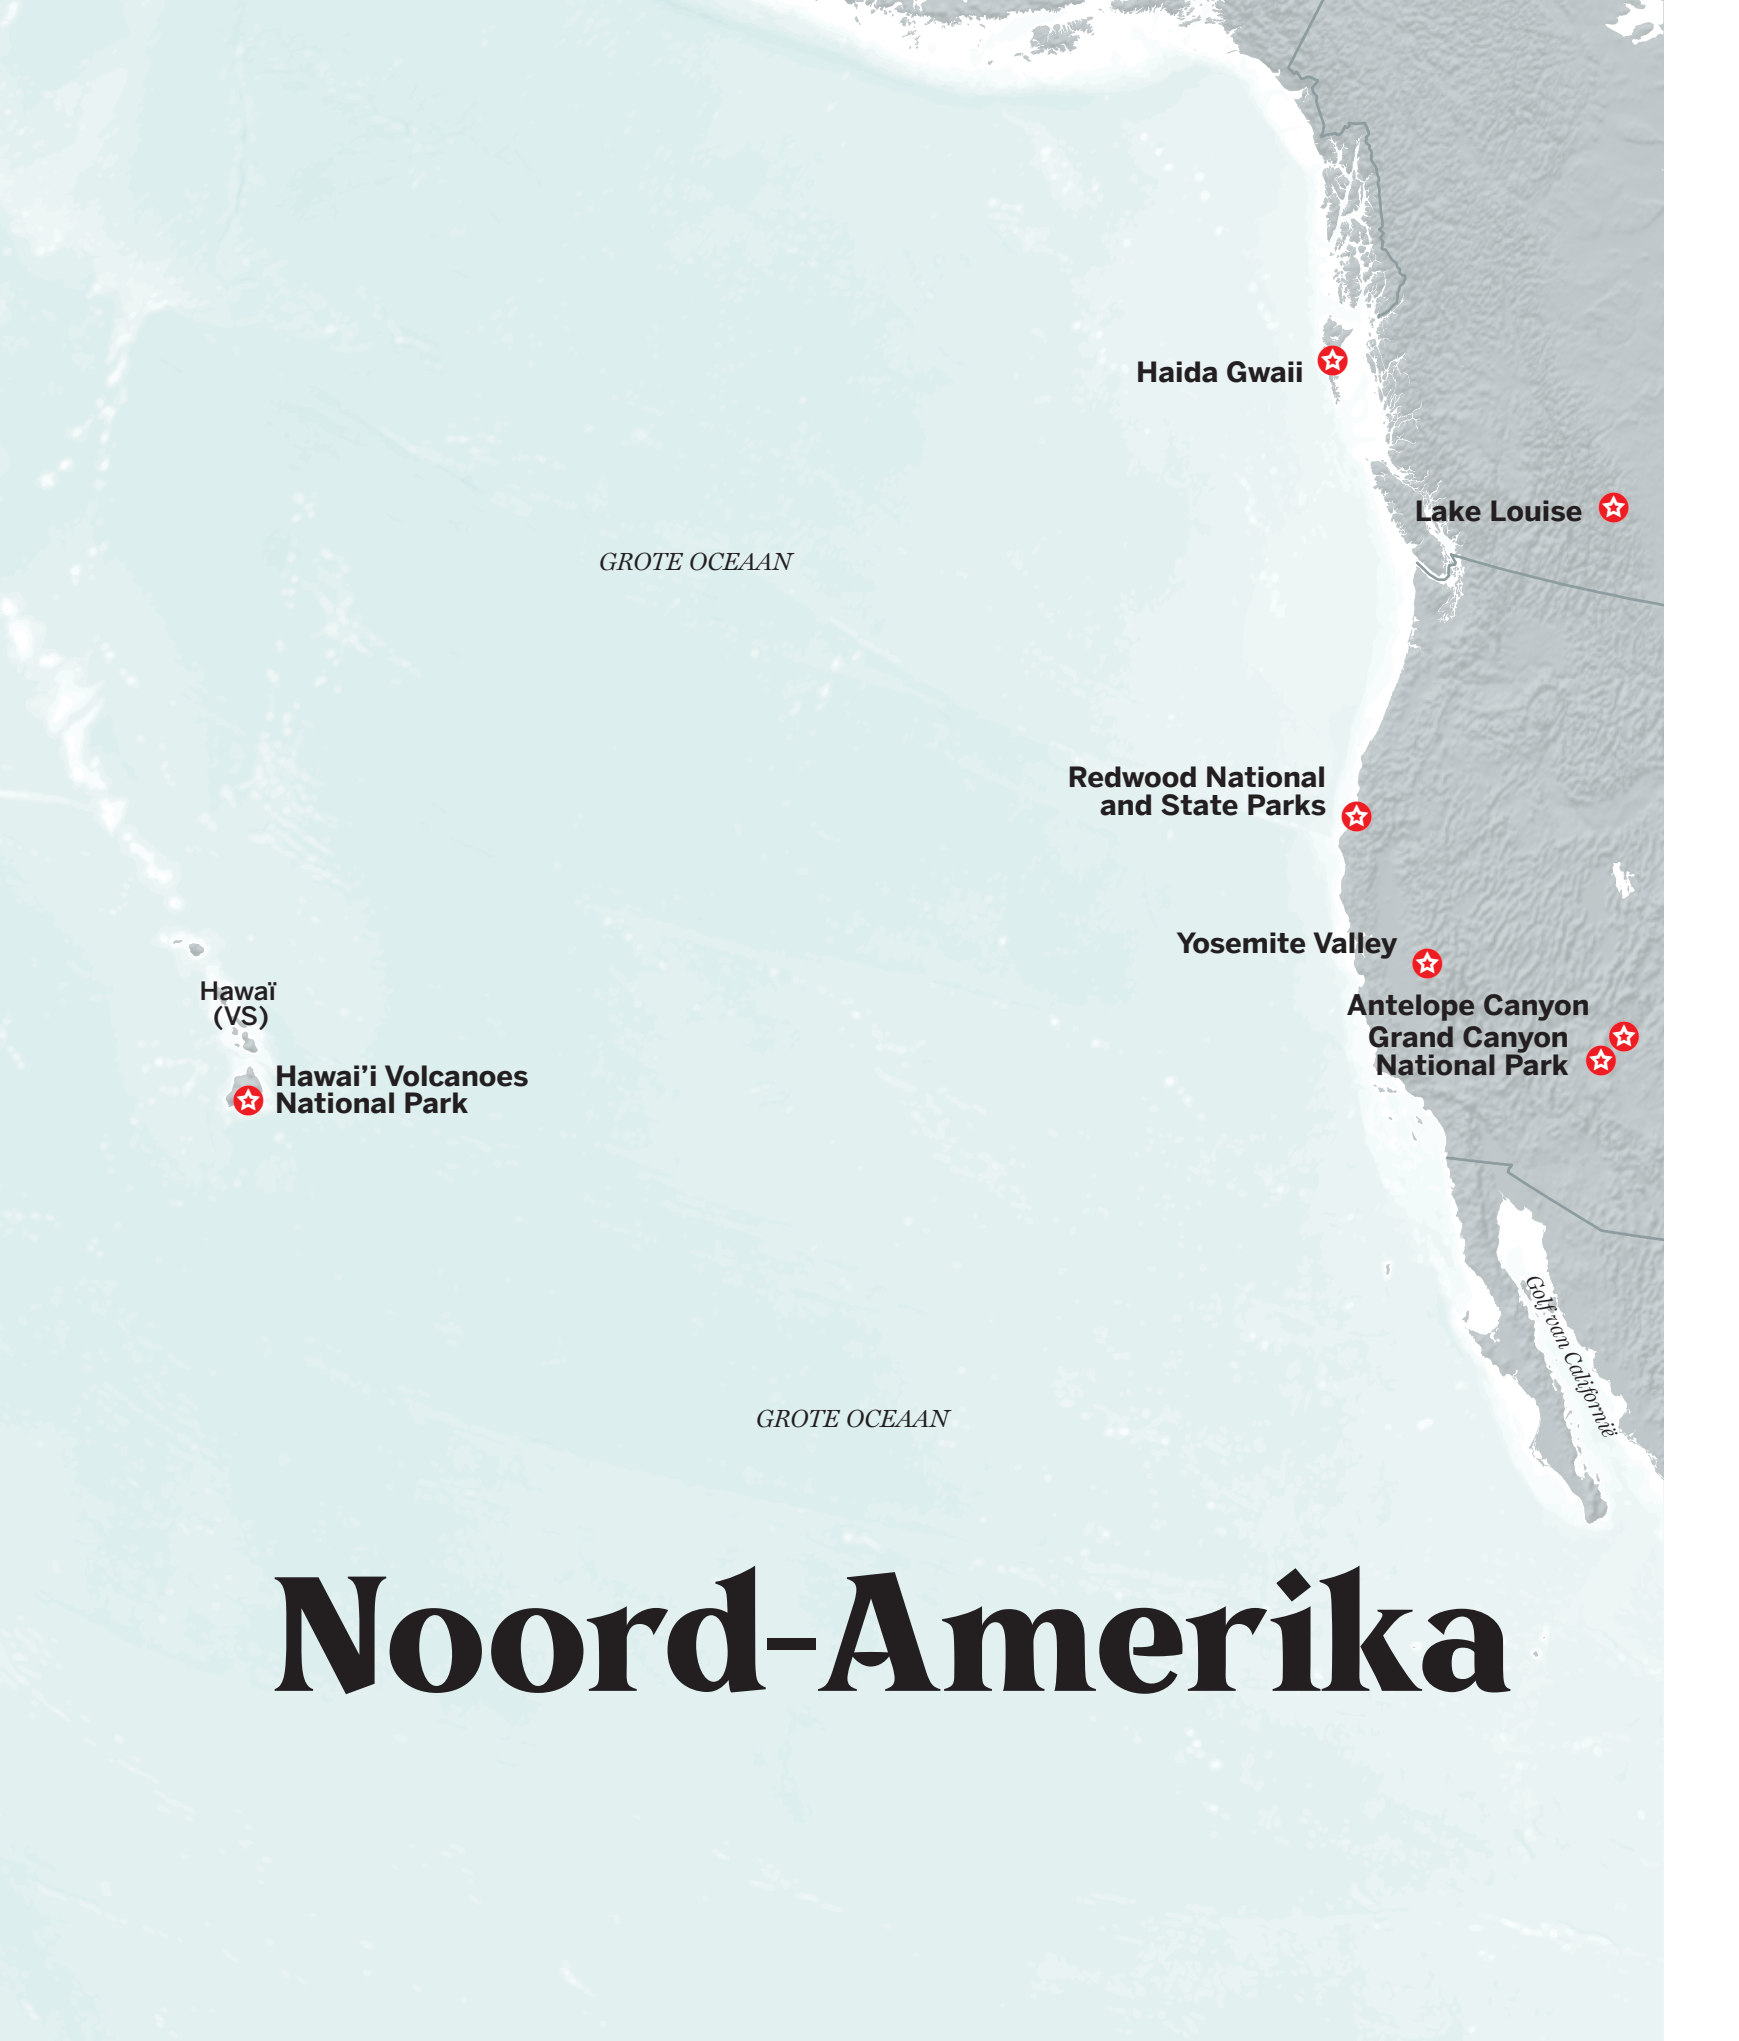 Haida Gwaii
Lake Louise
GROTE OCEAAN
Redwood National
and State Parks
Yosemite Valley
Hawaï
(VS)
Antelope Canyon
Grand Canyon
National Park
Hawai’i Volcanoes
National Park
Golf van Californië
GROTE OCEAAN
Noord-Amerika